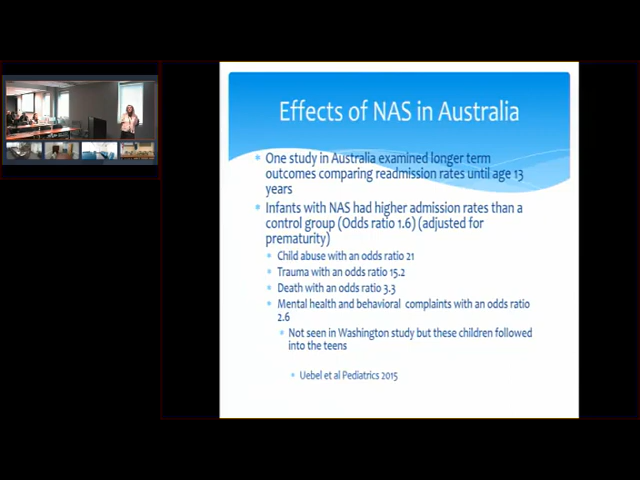 Effects of NAS in Australia
One study in Australia examined longer term
outcomes comparing readmission rates until age 13
years
Infants with NAS had higher admission rates than a
control group (Odds ratio 1.6) (adjusted for
prematurity)
Child abuse with an odds ratio 21
Trauma with an odds ratio 15.2
Death with an odds ratio 3.3
Mental health and behavioral complaints with an odds ratio
2.6
Not seen in Washington study but these children followed
into the teens
Uebel et al Pediatrics 2015